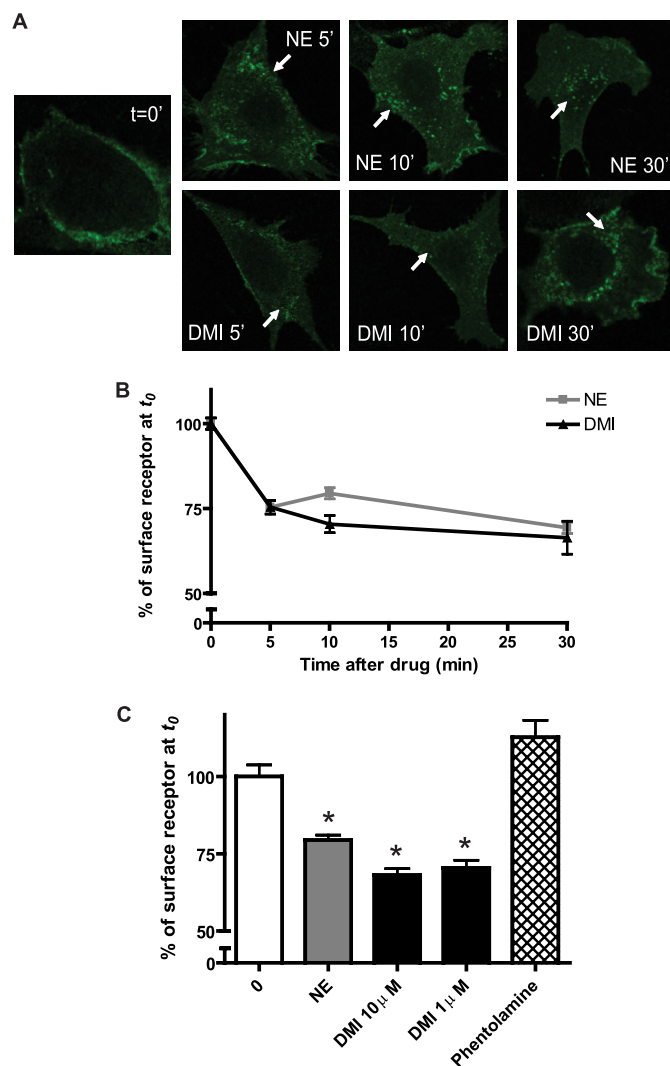 A
t=0'
NE 5'
NE 10'
NE 30'
DMI 5'
DMI 10'
DMI 30'
B
% of surface receptor at t0
100
75
50
0
0 5 10 15 20 25 30
Time after drug (min)
NE
DMI
C
% of surface receptor at t0
100
75
50
0
* * *
0
NE
DMI 10µ M
DMI 1µ M
Phentolamine